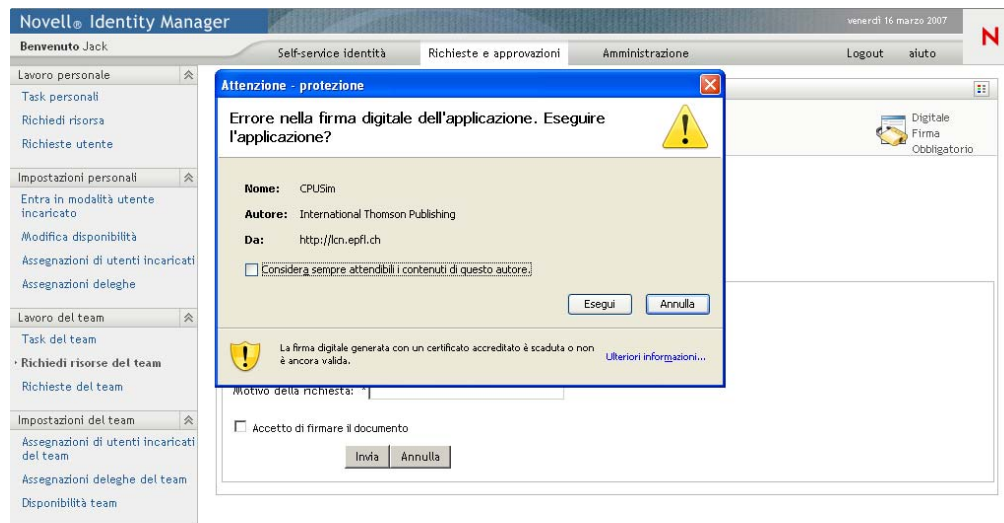 Novell® Identity Manager
venerdì 16 marzo 2007
N
Benvenuto Jack
Self-service identità
Richieste e approvazioni
Amministrazione
Logout
aiuto
Lavoro personale
Task personali
Richiedi risorsa
Richieste utente
Impostazioni personali
Entra in modalità utente
incaricato
Modifica disponibilità
Assegnazioni di utenti incaricati
Assegnazioni deleghe
Lavoro del team
Task del team
Richiedi risorse del team
Richieste del team
Impostazioni del team
Assegnazioni di utenti incaricati
del team
Assegnazioni deleghe del team
Disponibilità team
Digitale
Firma
Obbligatorio
Attenzione - protezione
Errore nella firma digitale dell'applicazione. Eseguire
l'applicazione?
Nome: CPUSim
Autore: International Thomson Publishing
Da: http://lcn.epfl.ch
Considera sempre attendibili i contenuti di questo autore.
Esegui
Annulla
La firma digitale generata con un certificato accreditato è scaduta o non
è ancora valida.
Ulteriori informazioni...
Motivo della richiesta: *
Accetto di firmare il documento
Invia
Annulla